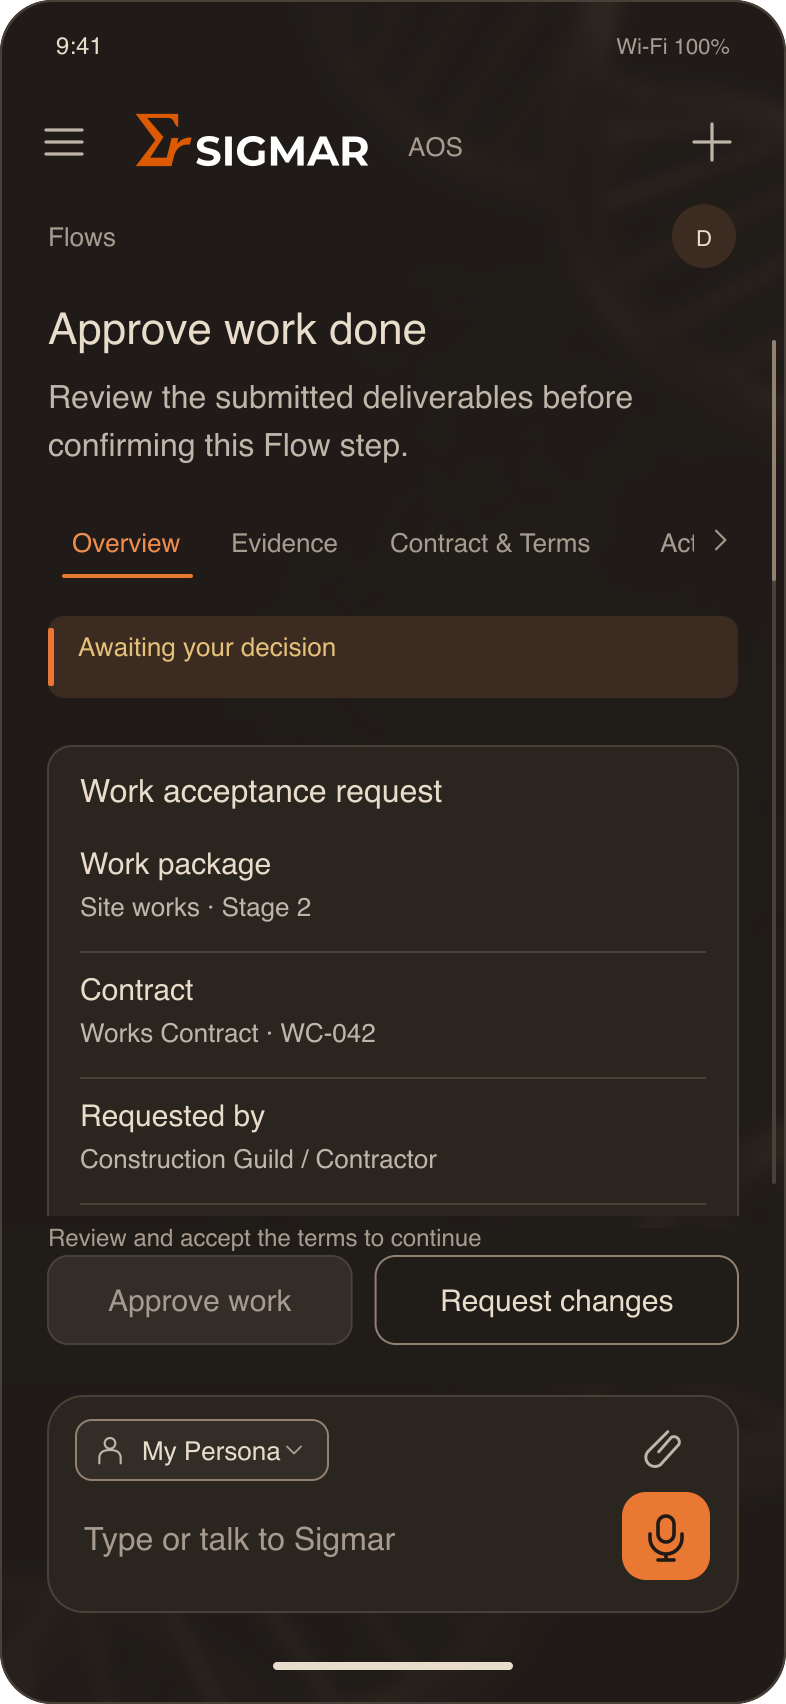 9:41
Wi-Fi 100%
Σr SIGMAR AOS
Flows
D
Approve work done
Review the submitted deliverables before
confirming this Flow step.
Overview
Evidence
Contract & Terms
Act
Awaiting your decision
Work acceptance request
Work package
Site works · Stage 2
Contract
Works Contract · WC-042
Requested by
Construction Guild / Contractor
Review and accept the terms to continue
Approve work
Request changes
My Persona
Type or talk to Sigmar